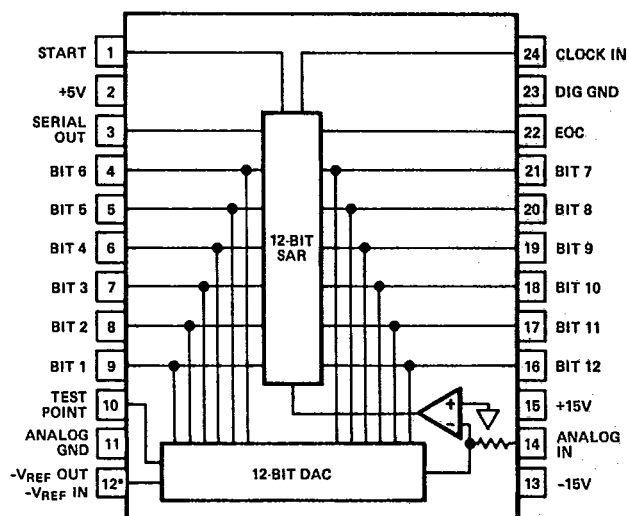 START 1
+5V 2
SERIAL
OUT 3
BIT 6 4
BIT 5 5
BIT 4 6
BIT 3 7
BIT 2 8
BIT 1 9
TEST
POINT 10
ANALOG
GND 11
-VREF OUT
-VREF IN 12*
12-BIT
SAR
+
-
12-BIT DAC
24 CLOCK IN
23 DIG GND
22 EOC
21 BIT 7
20 BIT 8
19 BIT 9
18 BIT 10
17 BIT 11
16 BIT 12
15 +15V
14 ANALOG
IN
13 -15V